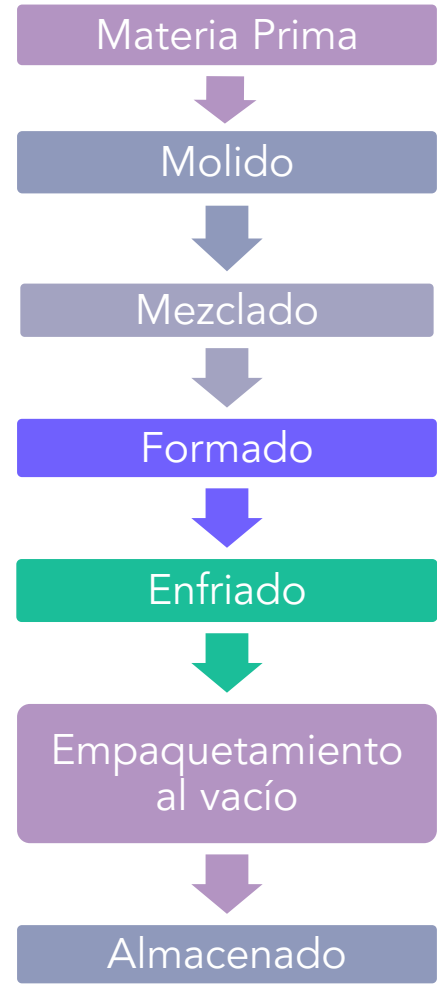 Materia Prima
Molido
Mezclado
Formado
Enfriado
Empaquetamiento
al vacío
Almacenado